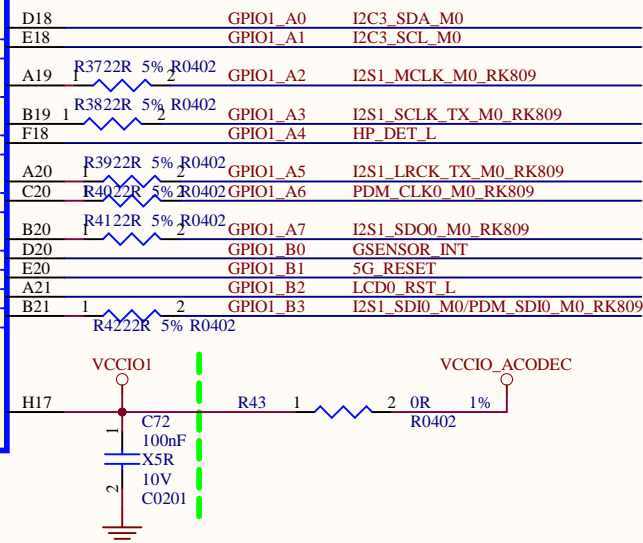 D18 GPIO1_A0 I2C3_SDA_M0
E18 GPIO1_A1 I2C3_SCL_M0
R37 22R 5% R0402
A19 1 2 GPIO1_A2 I2S1_MCLK_M0_RK809
R38 22R 5% R0402
B19 1 2 GPIO1_A3 I2S1_SCLK_TX_M0_RK809
F18 GPIO1_A4 HP_DET_L
R39 22R 5% R0402
A20 1 2 GPIO1_A5 I2S1_LRCK_TX_M0_RK809
R40 22R 5% R0402
C20 1 2 GPIO1_A6 PDM_CLK0_M0_RK809
R41 22R 5% R0402
B20 1 2 GPIO1_A7 I2S1_SDO0_M0_RK809
D20 GPIO1_B0 GSENSOR_INT
E20 GPIO1_B1 5G_RESET
A21 GPIO1_B2 LCD0_RST_L
B21 1 2 GPIO1_B3 I2S1_SDI0_M0/PDM_SDI0_M0_RK809
R42 22R 5% R0402
VCCIO1 VCCIO_ACODEC
H17 R43 1 2 0R 1%
R0402
1 C72
100nF
X5R
10V
2 C0201